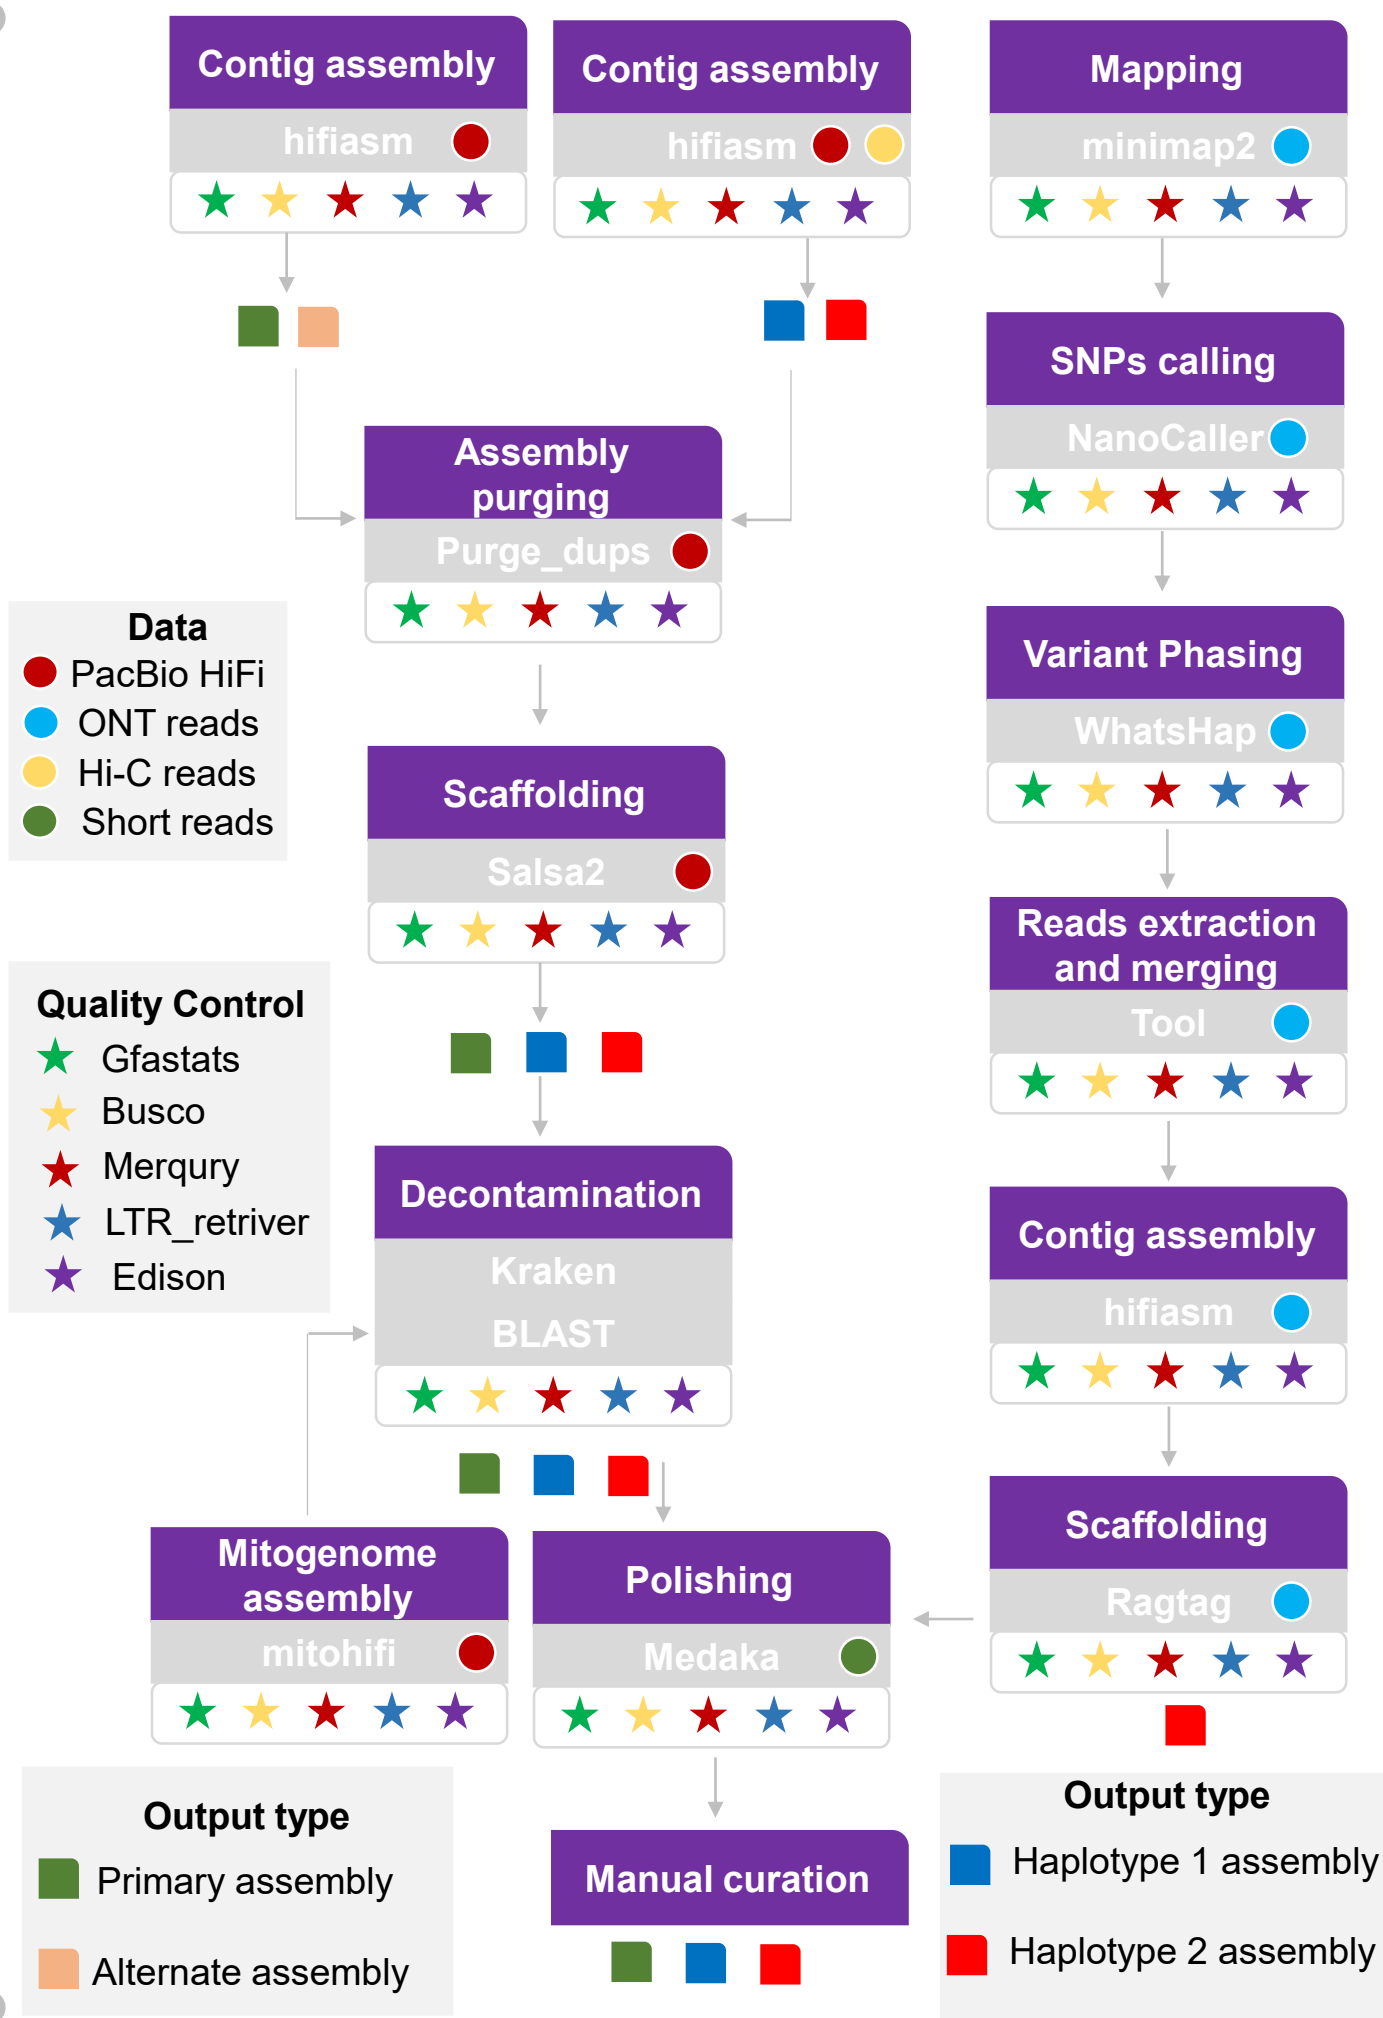 Contig assembly
hifiasm
Contig assembly
hifiasm
Mapping
minimap2
SNPs calling
NanoCaller
Assembly
purging
Purge_dups
Data
PacBio HiFi
ONT reads
Hi-C reads
Short reads
Variant Phasing
WhatsHap
Scaffolding
Salsa2
Reads extraction
and merging
Tool
Quality Control
Gfastats
Busco
Merqury
LTR_retriver
Edison
Decontamination
Kraken
BLAST
Contig assembly
hifiasm
Scaffolding
Ragtag
Mitogenome
assembly
mitohifi
Polishing
Medaka
Output type
Primary assembly
Alternate assembly
Manual curation
Output type
Haplotype 1 assembly
Haplotype 2 assembly